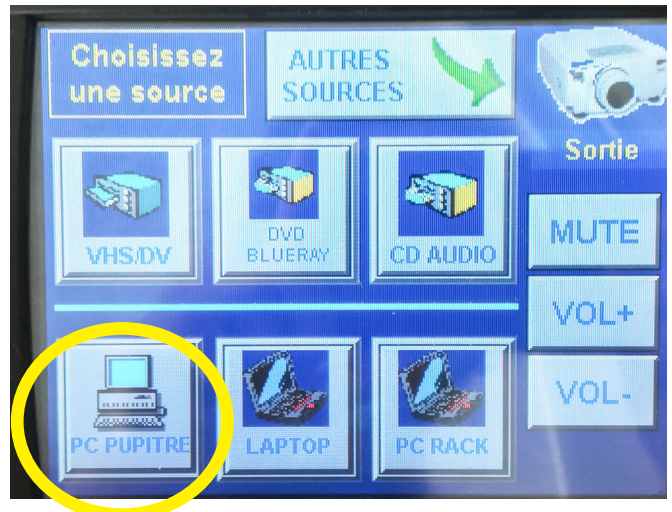 Choisissez
une source
AUTRES
SOURCES
Sortie
VHS/DV
DVD
BLUERAY
CD AUDIO
MUTE
VOL+
VOL-
PC PUPITRE
LAPTOP
PC RACK